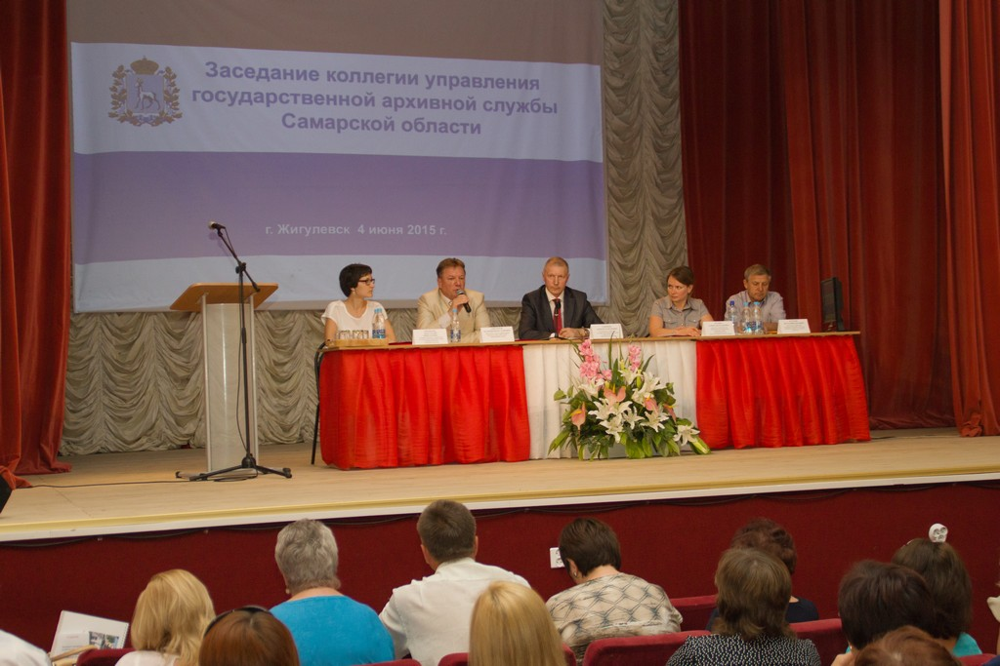 Заседание коллегии управления
государственной архивной службы
Самарской области
г. Жигулевск 4 июня 2015 г.